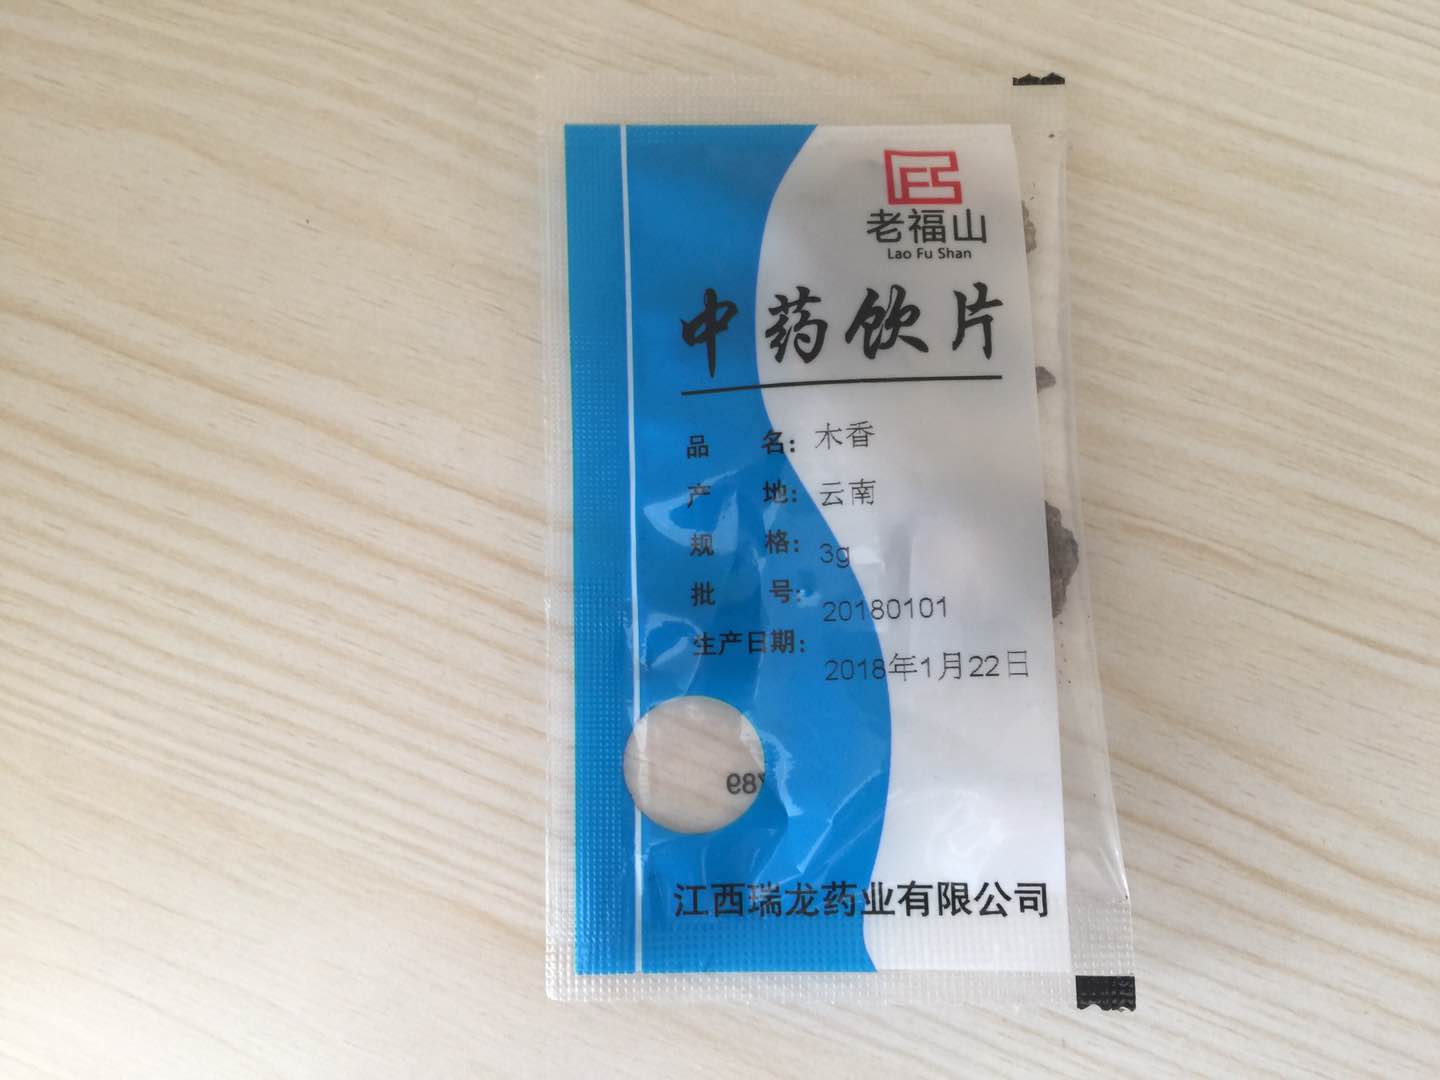 老福山
Lao Fu Shan
中药饮片
品名：木香
产地：云南
规格：3g
批号：20180101
生产日期：2018年1月22日
江西瑞龙药业有限公司